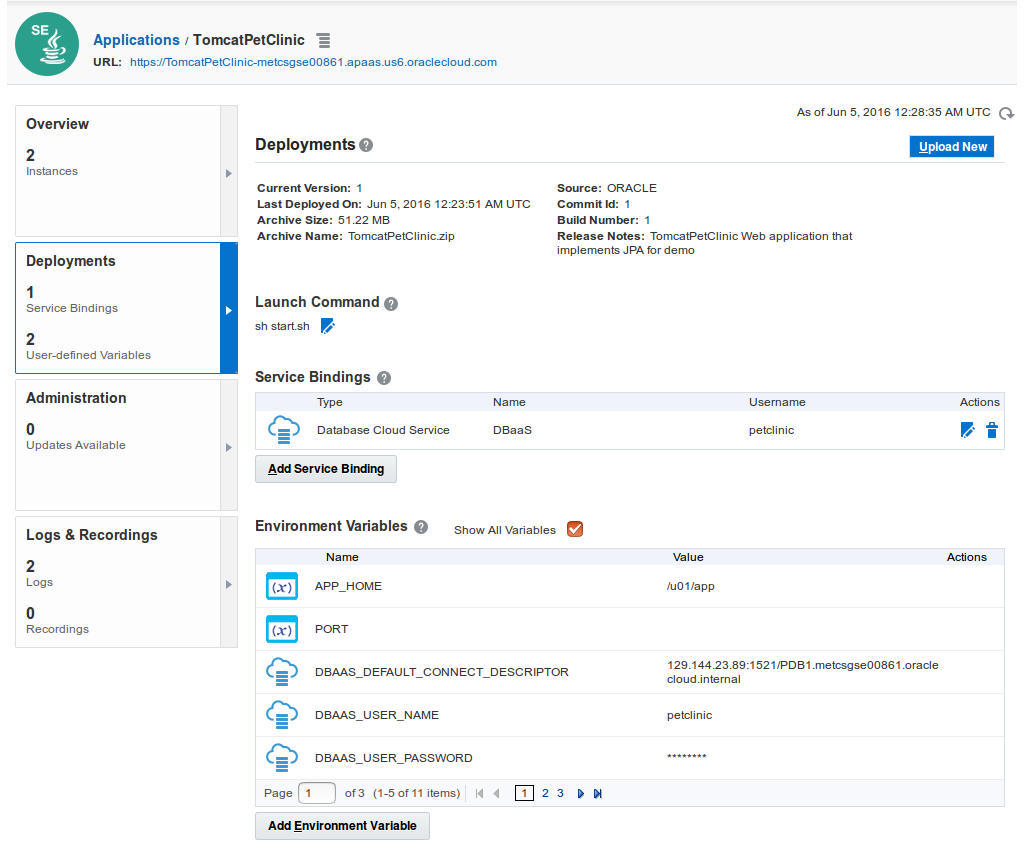 SE
Applications / TomcatPetClinic
URL: https://TomcatPetClinic-metcsgse00861.apaas.us6.oraclecloud.com
Overview
2
Instances
Deployments
1
Service Bindings
2
User-defined Variables
Administration
0
Updates Available
Logs & Recordings
2
Logs
0
Recordings
As of Jun 5, 2016 12:28:35 AM UTC
Deployments ?
Upload New
Current Version: 1
Last Deployed On: Jun 5, 2016 12:23:51 AM UTC
Archive Size: 51.22 MB
Archive Name: TomcatPetClinic.zip
Source: ORACLE
Commit Id: 1
Build Number: 1
Release Notes: TomcatPetClinic Web application that
implements JPA for demo
Launch Command ?
sh start.sh
Service Bindings ?
Type Name Username Actions
Database Cloud Service DBaaS petclinic
Add Service Binding
Environment Variables ? Show All Variables
Name Value Actions
(x) APP_HOME /u01/app
(x) PORT
DBAAS_DEFAULT_CONNECT_DESCRIPTOR 129.144.23.89:1521/PDB1.metcsgse00861.oracle
cloud.internal
DBAAS_USER_NAME petclinic
DBAAS_USER_PASSWORD ********
Page 1 of 3 (1-5 of 11 items) 1 2 3
Add Environment Variable